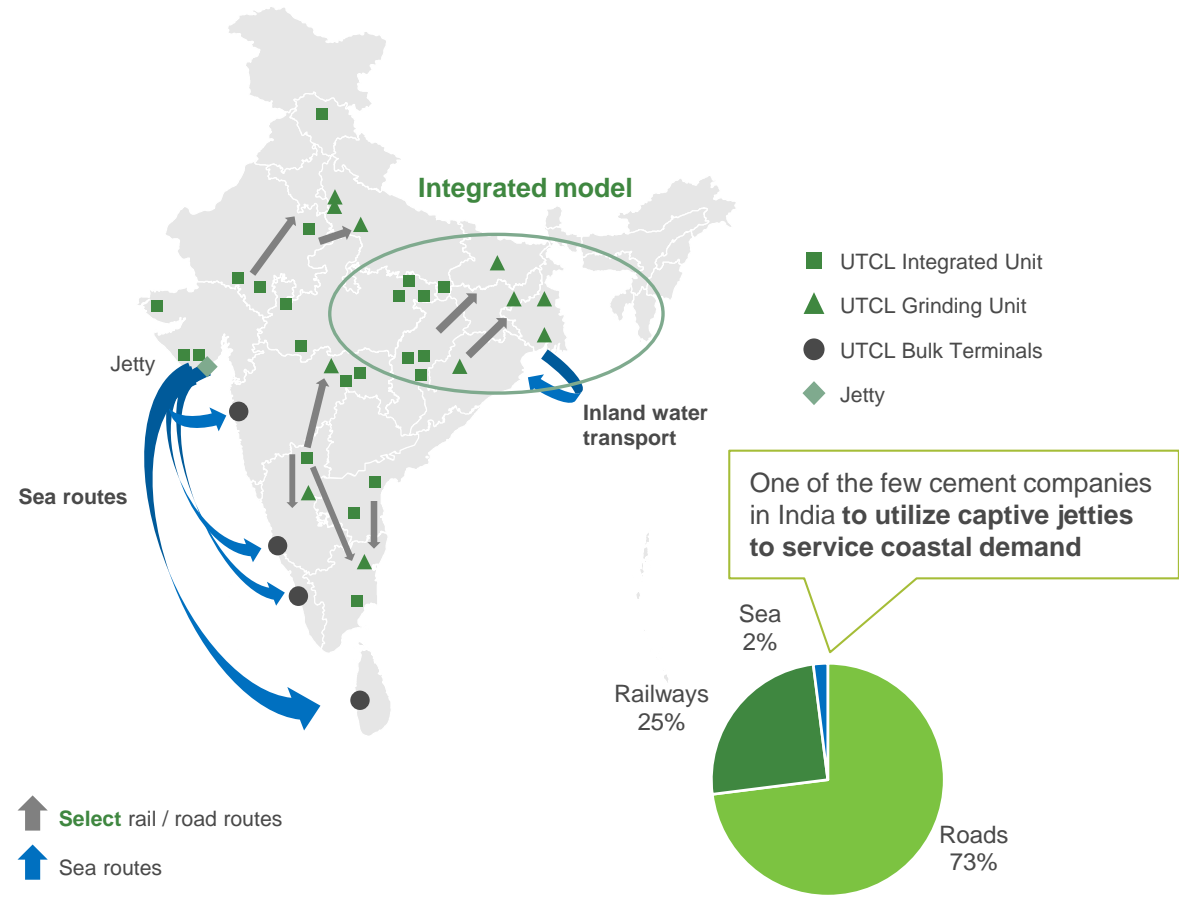 Integrated model
UTCL Integrated Unit
UTCL Grinding Unit
UTCL Bulk Terminals
Jetty
Jetty
Inland water
transport
Sea routes
One of the few cement companies
in India to utilize captive jetties
to service coastal demand
Sea
2%
Railways
25%
Roads
73%
Select rail / road routes
Sea routes